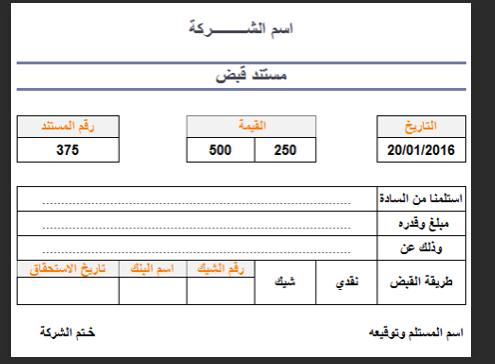 اسم الشـــــركة
مستند قبض
التاريخ القيمة رقم المستند
20/01/2016 250 500 375
استلمنا من السادة ................................................
مبلغ وقدره ................................................
وذلك عن ................................................
طريقة القبض نقدي شيك رقم الشيك اسم البنك تاريخ الاستحقاق
اسم المستلم وتوقيعه ختم الشركة